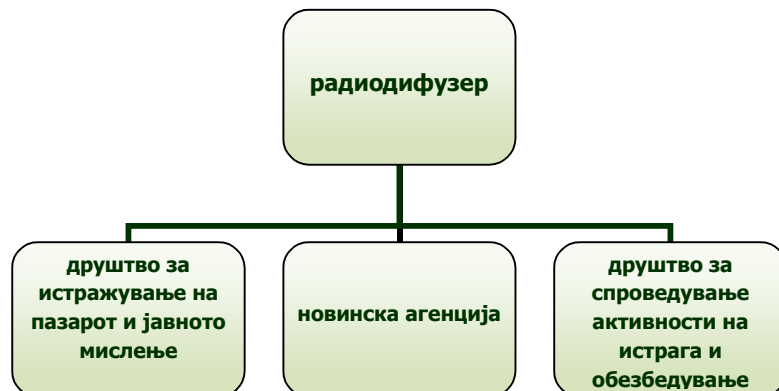 радиодифузер
друштво за
истражување на
пазарот и јавното
мислење
новинска агенција
друштво за
спроведување
активности на
истрага и
обезбедување